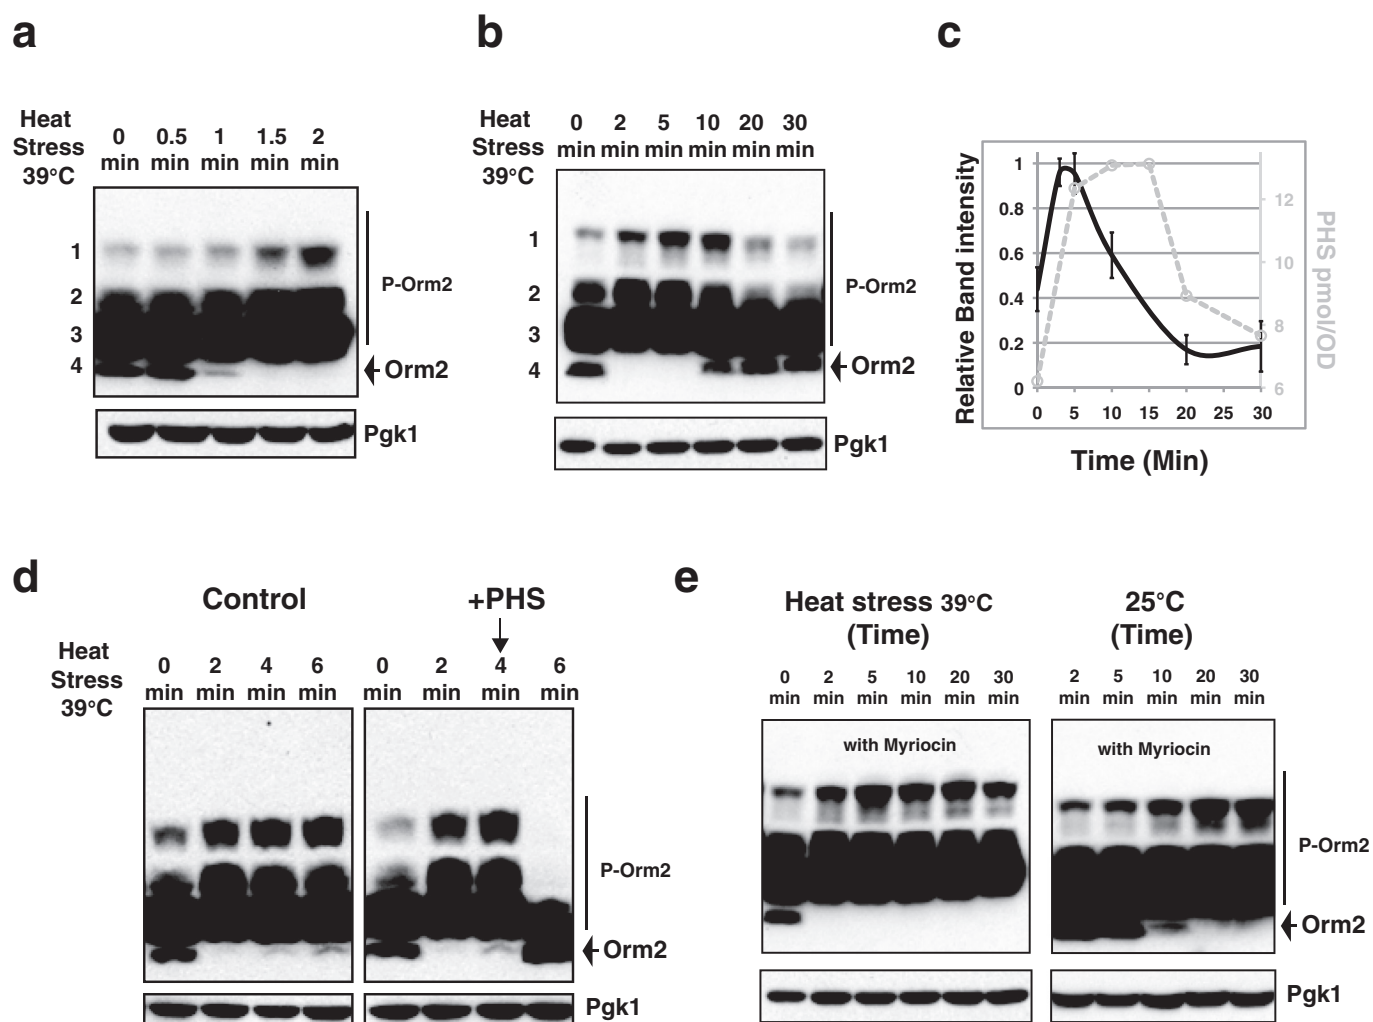 a
Heat
Stress
39°C
0 0.5 1 1.5 2
min min min min min
1
2
3
4
P-Orm2
Orm2
Pgk1
b
Heat
Stress
39°C
0 2 5 10 20 30
min min min min min min
1
2
3
4
P-Orm2
Orm2
Pgk1
c
Relative Band intensity
1
0.8
0.6
0.4
0.2
0
12
10
8
6
PHS pmol/OD
0 5 10 15 20 25 30
Time (Min)
d
Control
+PHS
Heat
Stress
39°C
0 2 4 6
min min min min
0 2 4 6
min min min min
P-Orm2
Orm2
Pgk1
e
Heat stress 39°C
(Time)
25°C
(Time)
0 2 5 10 20 30
min min min min min min
2 5 10 20 30
min min min min min
with Myriocin
with Myriocin
P-Orm2
Orm2
Pgk1